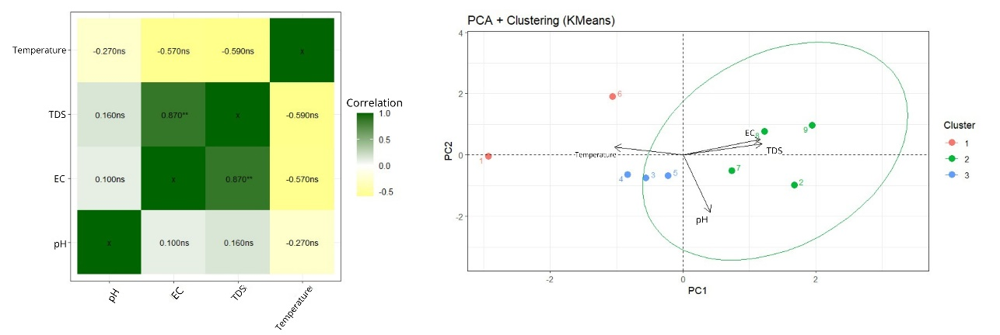 Temperature
-0.270ns -0.570ns -0.590ns x
TDS
0.160ns 0.870** x -0.590ns
EC
0.100ns x 0.870** -0.570ns
pH
x 0.100ns 0.160ns -0.270ns
pH EC TDS Temperature
Correlation
1.0
0.5
0.0
-0.5
PCA + Clustering (KMeans)
4
2
0
-2
PC2
6
1
4
3
5
8
9
7
2
EC
TDS
Temperature
pH
-2 0 2
PC1
Cluster
1
2
3